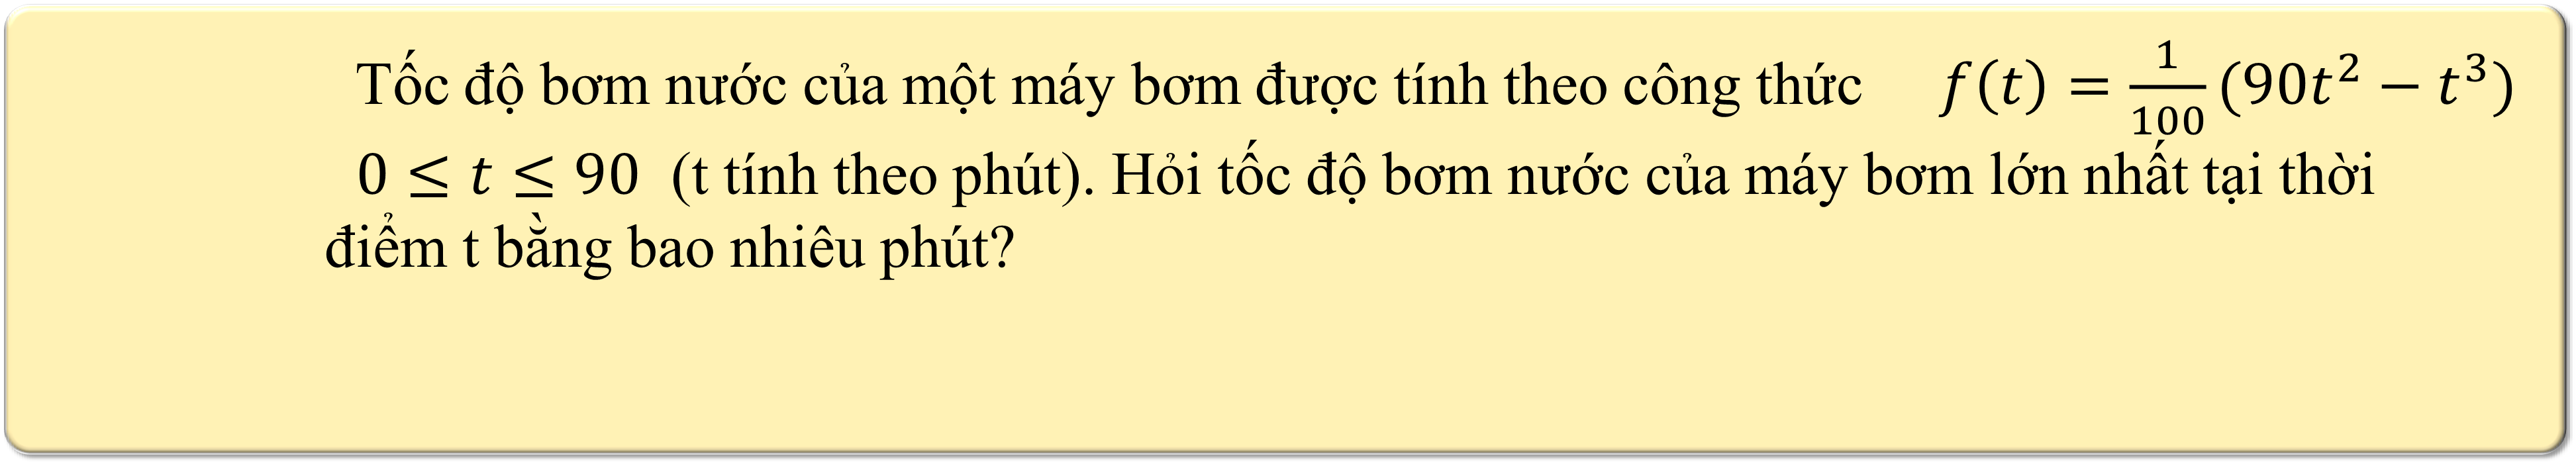 Tốc độ bơm nước của một máy bơm được tính theo công thức f(t) = 1/100 (90t² − t³)
0 ≤ t ≤ 90 (t tính theo phút). Hỏi tốc độ bơm nước của máy bơm lớn nhất tại thời
điểm t bằng bao nhiêu phút?